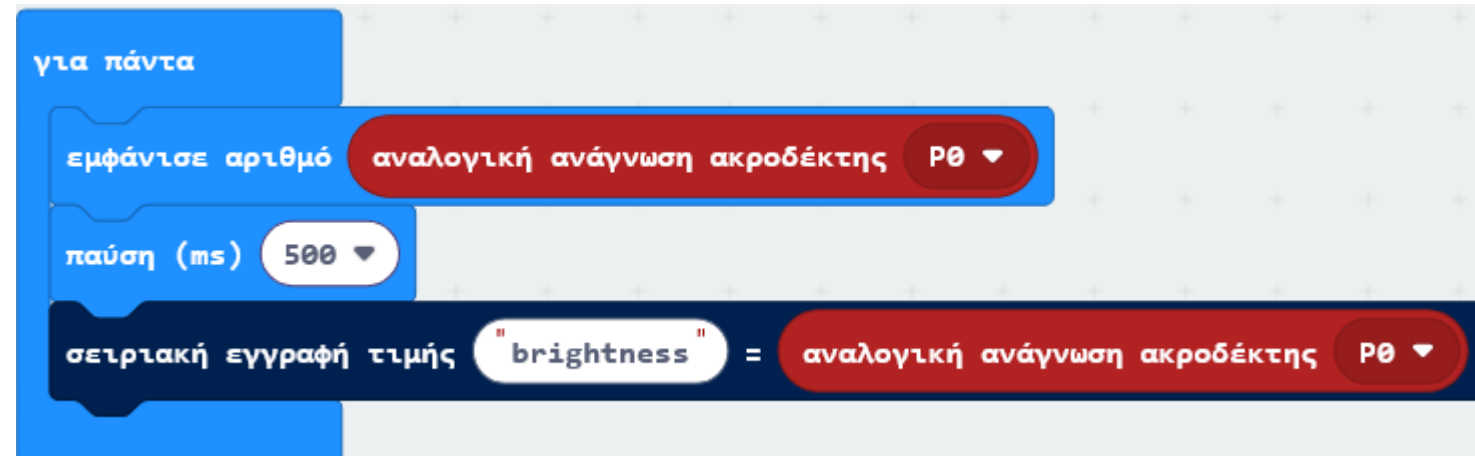 για πάντα
εμφάνισε αριθμό αναλογική ανάγνωση ακροδέκτης P0
παύση (ms) 500
σειριακή εγγραφή τιμής "brightness" = αναλογική ανάγνωση ακροδέκτης P0